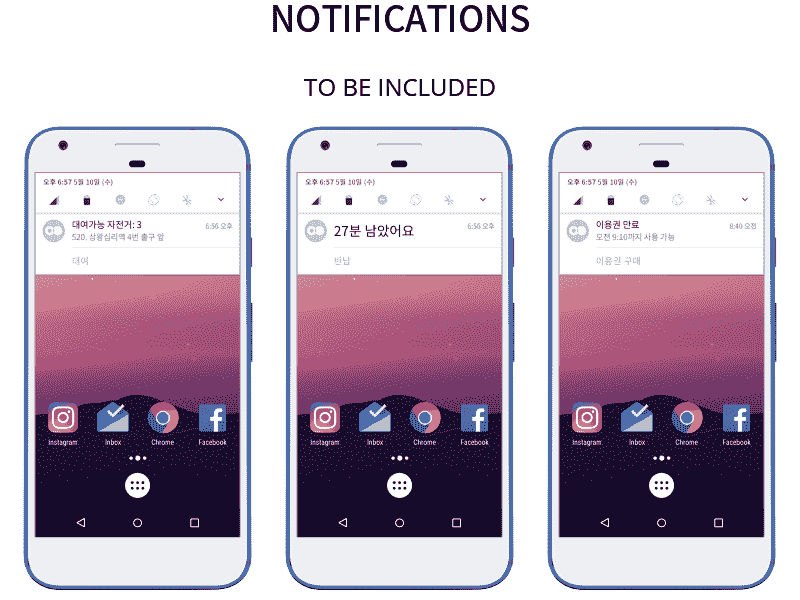 NOTIFICATIONS
TO BE INCLUDED
오후 6:57 5월 10일 (수)
대여가능 자전거: 3
6:56 오후
520. 상왕십리역 4번 출구 앞
대여
Instagram
Inbox
Chrome
Facebook
오후 6:57 5월 10일 (수)
27분 남았어요
6:56 오후
반납
Instagram
Inbox
Chrome
Facebook
오후 6:57 5월 10일 (수)
이용권 만료
8:40 오전
오전 9:10까지 사용 가능
이용권 구매
Instagram
Inbox
Chrome
Facebook